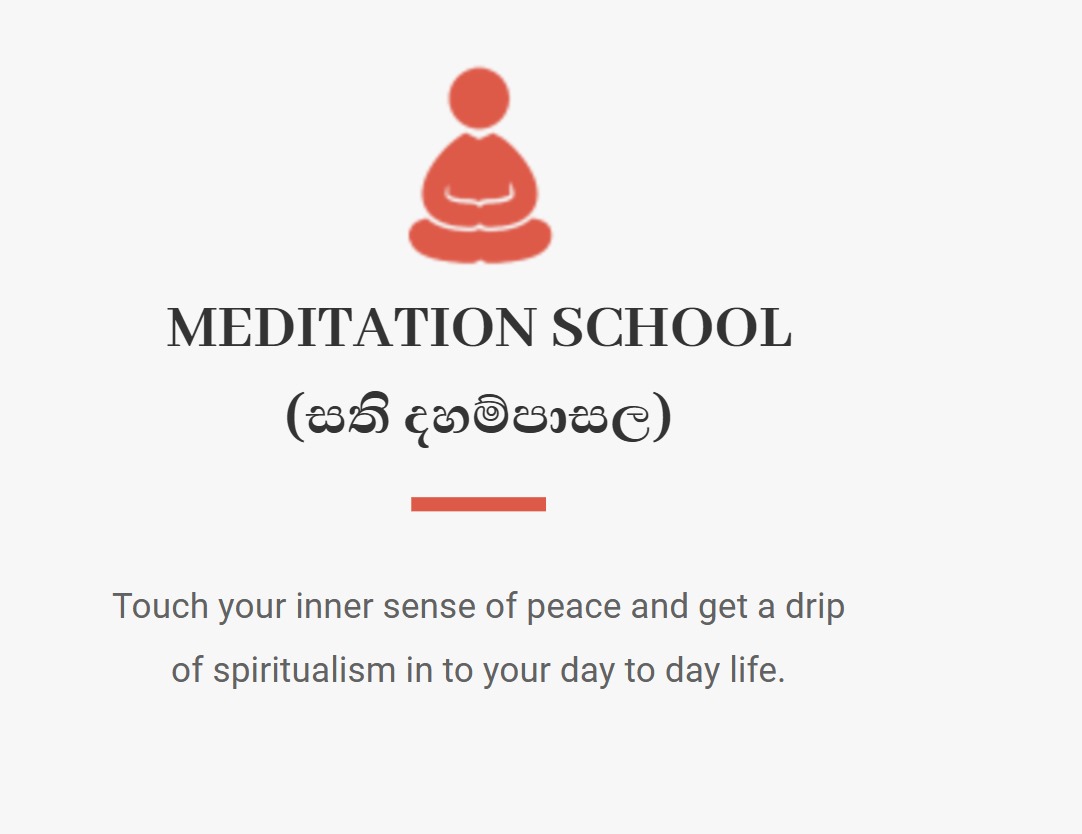 MEDITATION SCHOOL
(සති දහම්පාසල)
Touch your inner sense of peace and get a drip
of spiritualism in to your day to day life.